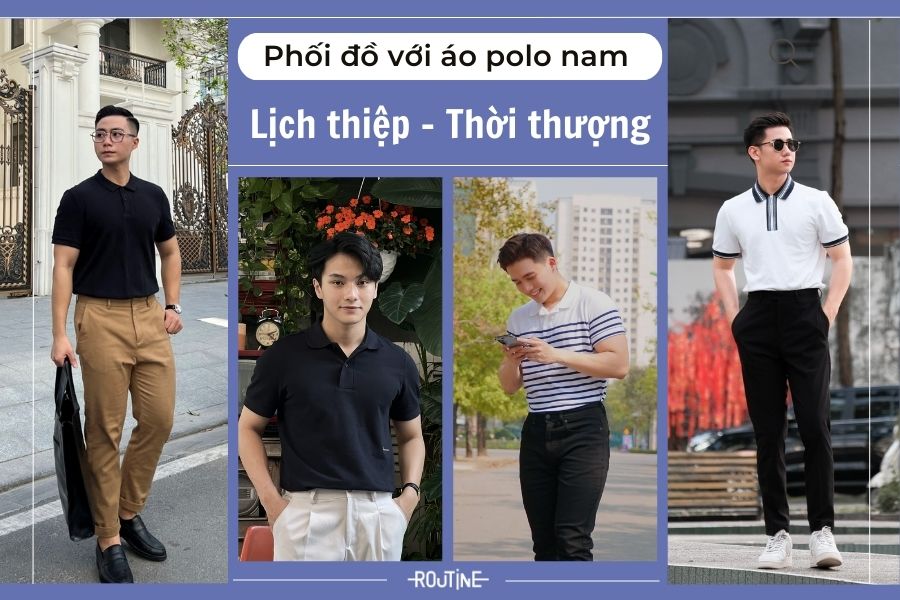 Phối đồ với áo polo nam
Lịch thiệp - Thời thượng
ROUTINE